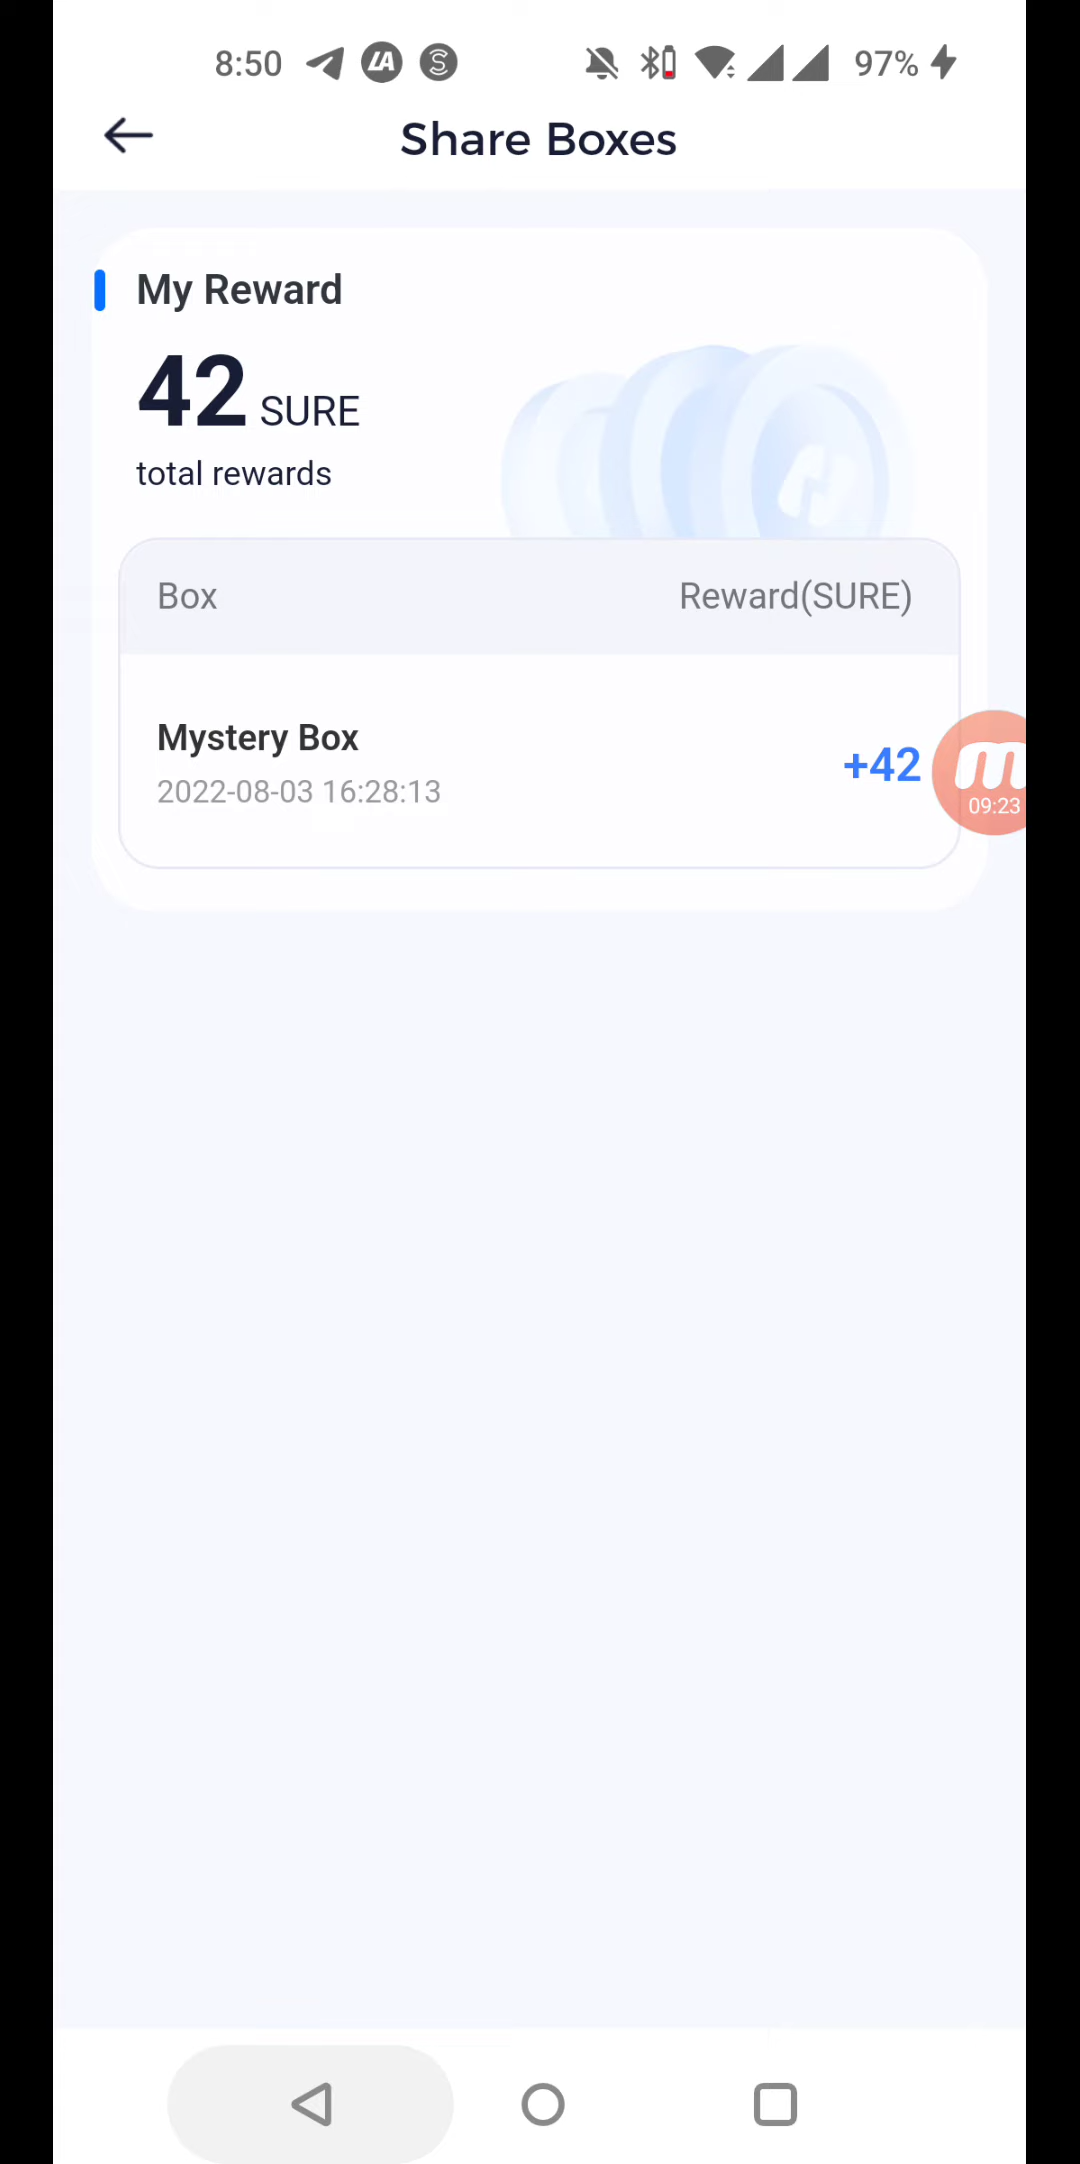 8:50 LA S 97%
Share Boxes
My Reward
42 SURE
total rewards
Box Reward(SURE)
Mystery Box
2022-08-03 16:28:13
+42
m
09:23